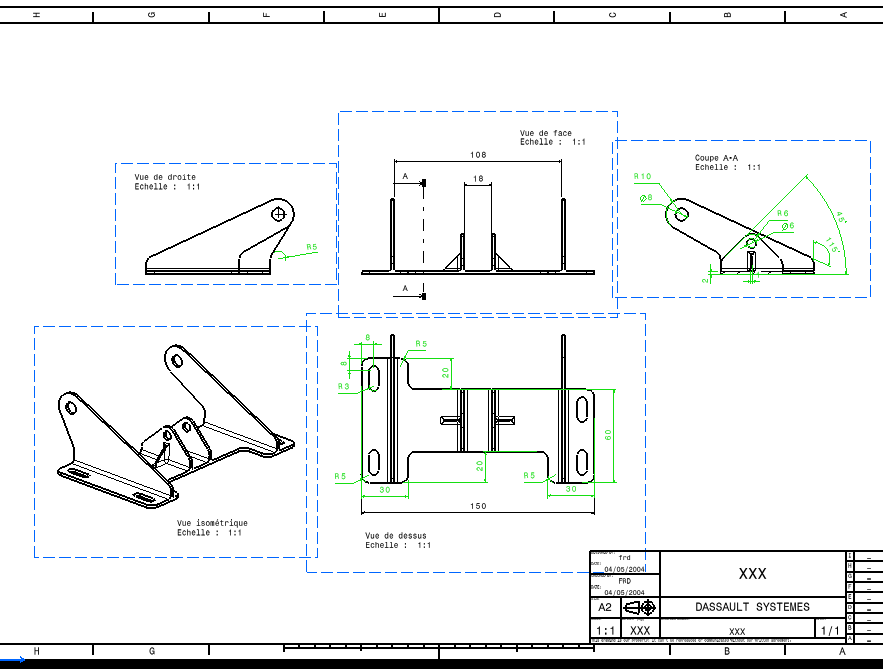 H G F E D C B A
Vue de droite
Echelle : 1:1
R5
Vue de face
Echelle : 1:1
108
18
A
A
Coupe A-A
Echelle : 1:1
R10
Ø8
R6
Ø6
45°
115°
2
Vue isométrique
Echelle : 1:1
6
R5
8
20
R3
60
20
R5
R5
30
30
150
Vue de dessus
Echelle : 1:1
frd
DATE:
04/05/2004
FRD
DATE:
04/05/2004
XXX
A2
DASSAULT SYSTEMES
1:1
XXX
XXX
1/1
I _
H _
G _
F _
E _
D _
C _
B _
A _
H G B A